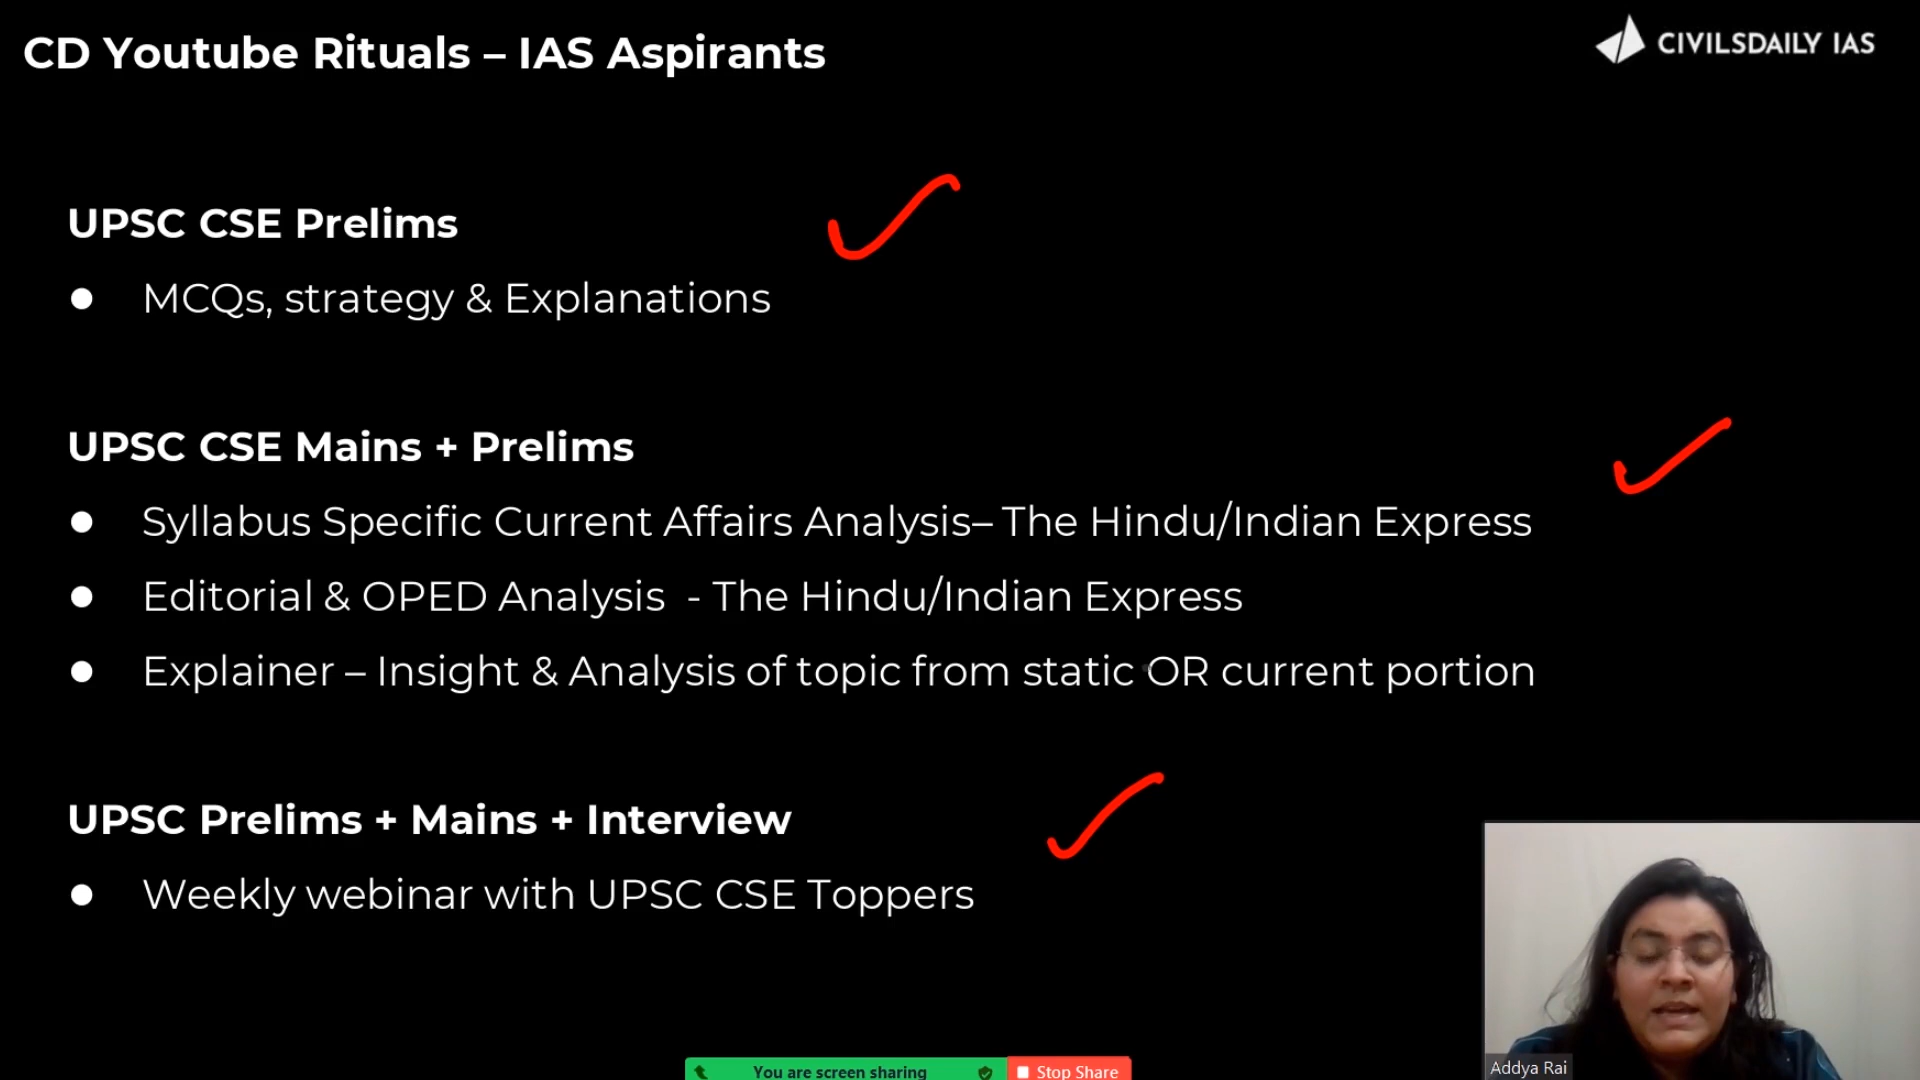 CD Youtube Rituals – IAS Aspirants
CIVILSDAILY IAS
UPSC CSE Prelims
● MCQs, strategy & Explanations
UPSC CSE Mains + Prelims
● Syllabus Specific Current Affairs Analysis– The Hindu/Indian Express
● Editorial & OPED Analysis - The Hindu/Indian Express
● Explainer – Insight & Analysis of topic from static OR current portion
UPSC Prelims + Mains + Interview
● Weekly webinar with UPSC CSE Toppers
Addya Rai
You are screen sharing
Stop Share